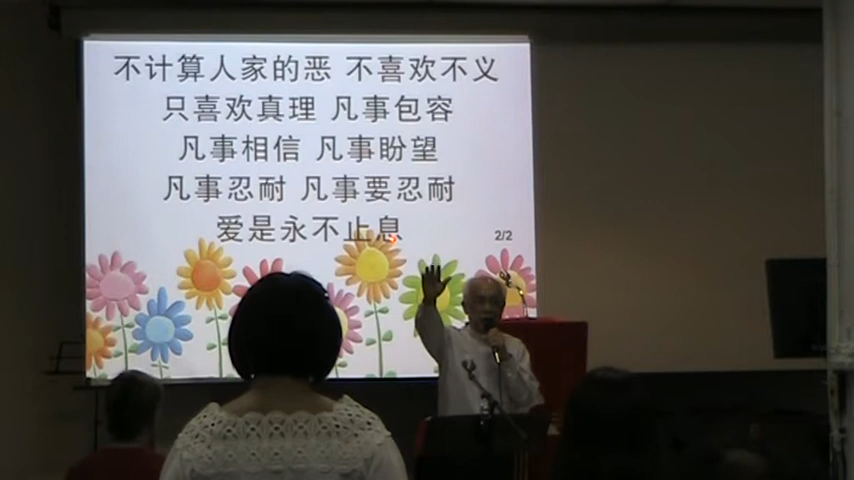 不计算人家的恶 不喜欢不义
只喜欢真理 凡事包容
凡事相信 凡事盼望
凡事忍耐 凡事要忍耐
爱是永不止息
2/2